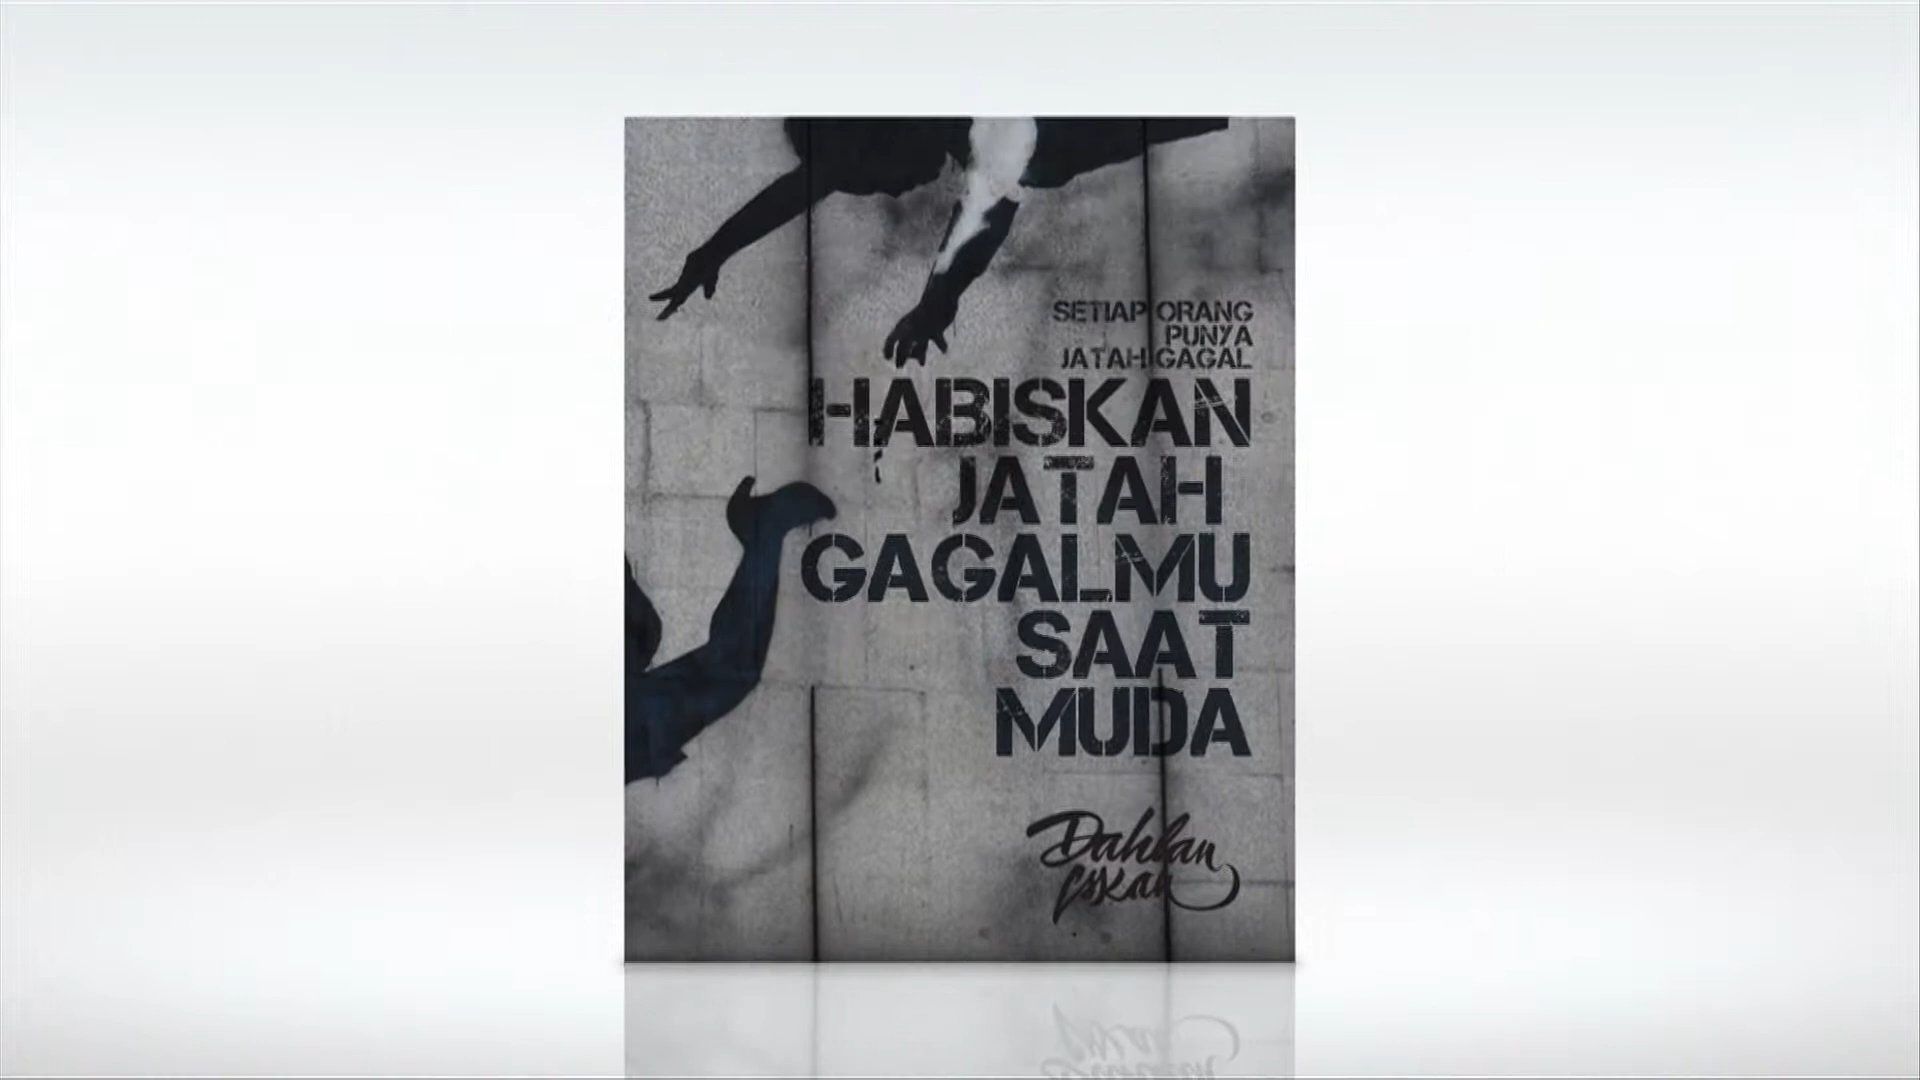 SETIAP ORANG
PUNYA
JATAH GAGAL
HABISKAN
JATAH
GAGALMU
SAAT
MUDA
Dahlan
Iskan